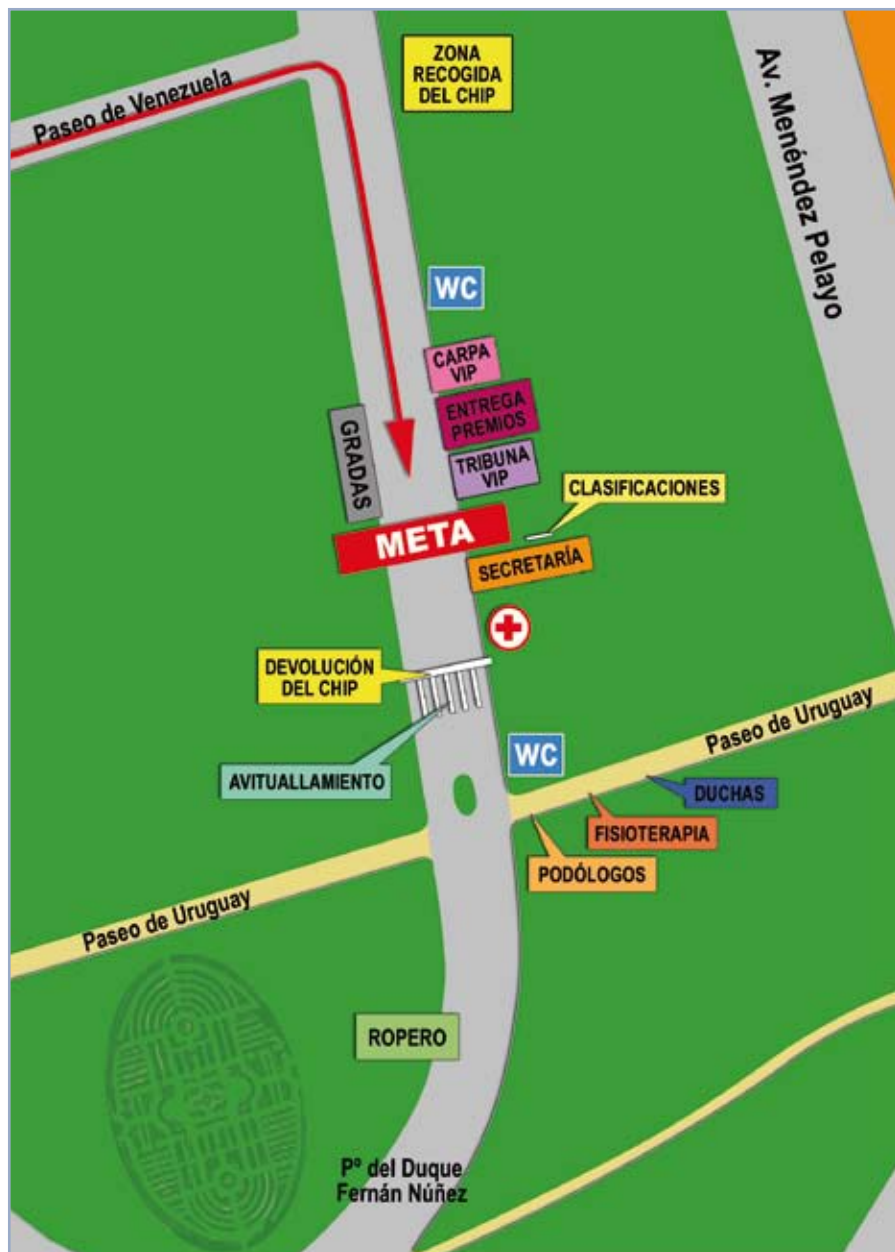 ZONA
RECOGIDA
DEL CHIP
Paseo de Venezuela
Av. Menéndez Pelayo
WC
CARPA
VIP
ENTREGA
PREMIOS
GRADAS
TRIBUNA
VIP
CLASIFICACIONES
META
SECRETARÍA
DEVOLUCIÓN
DEL CHIP
Paseo de Uruguay
WC
AVITUALLAMIENTO
DUCHAS
FISIOTERAPIA
PODÓLOGOS
Paseo de Uruguay
ROPERO
Pº del Duque
Fernán Núñez